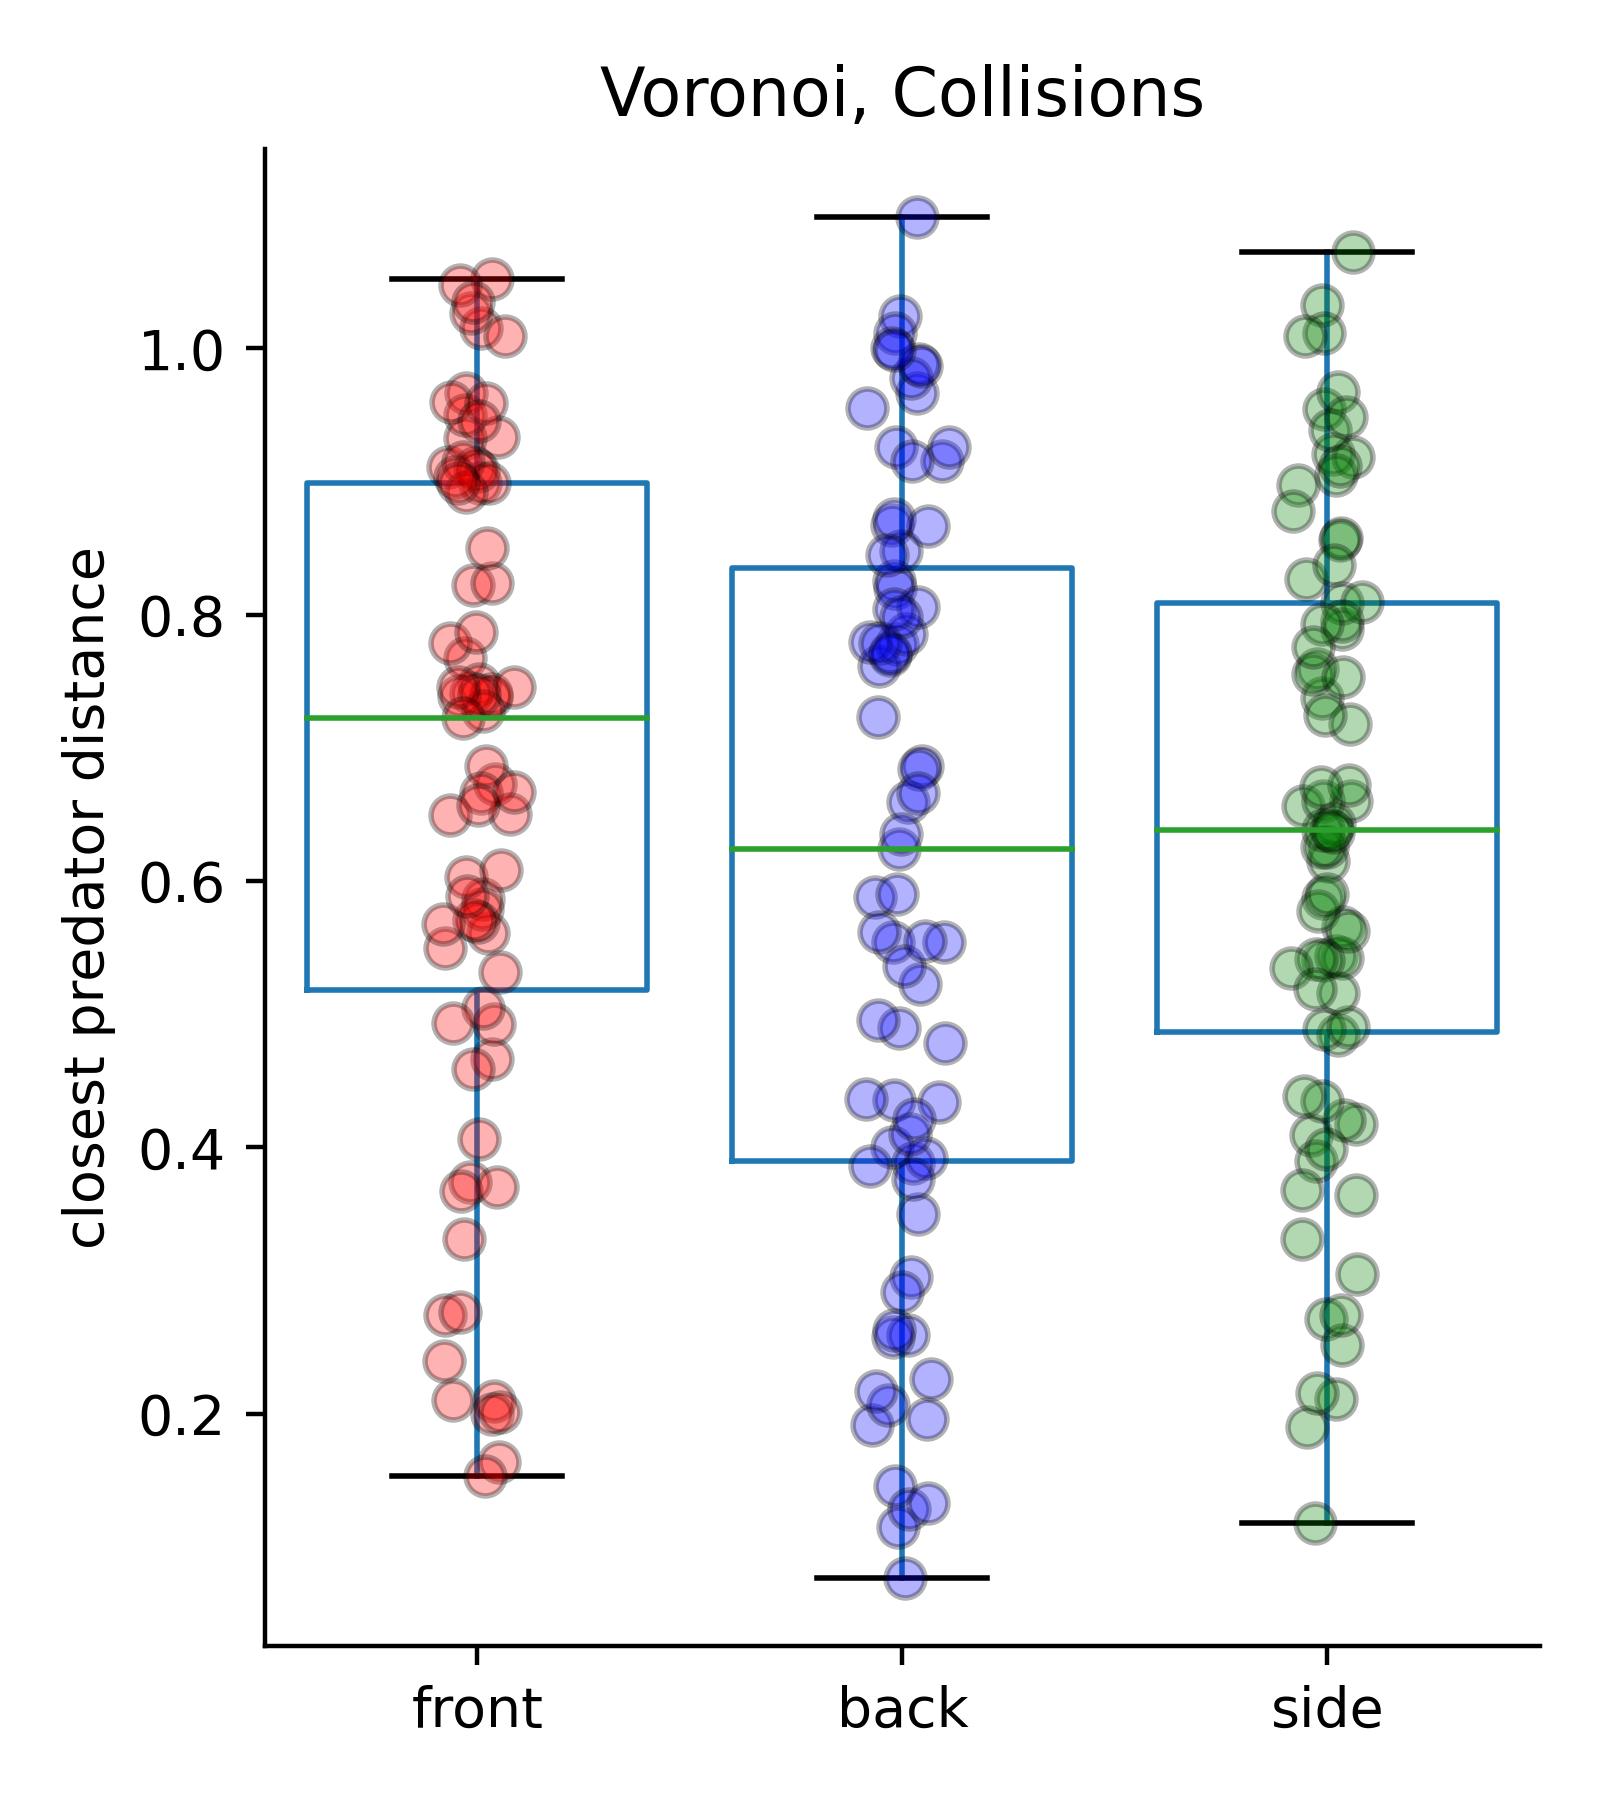 Voronoi, Collisions
closest predator distance
1.0
0.8
0.6
0.4
0.2
front back side